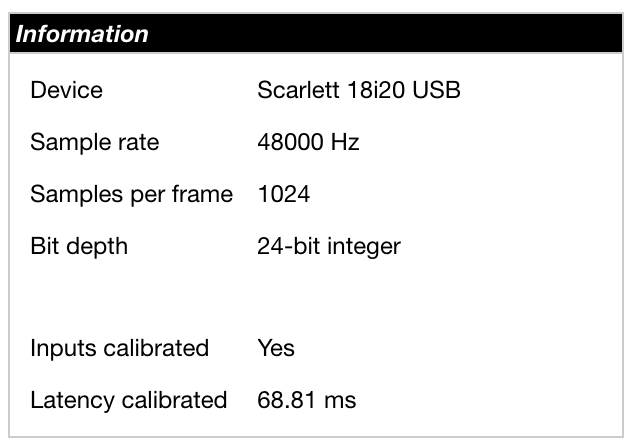 Information
Device Scarlett 18i20 USB
Sample rate 48000 Hz
Samples per frame 1024
Bit depth 24-bit integer
Inputs calibrated Yes
Latency calibrated 68.81 ms